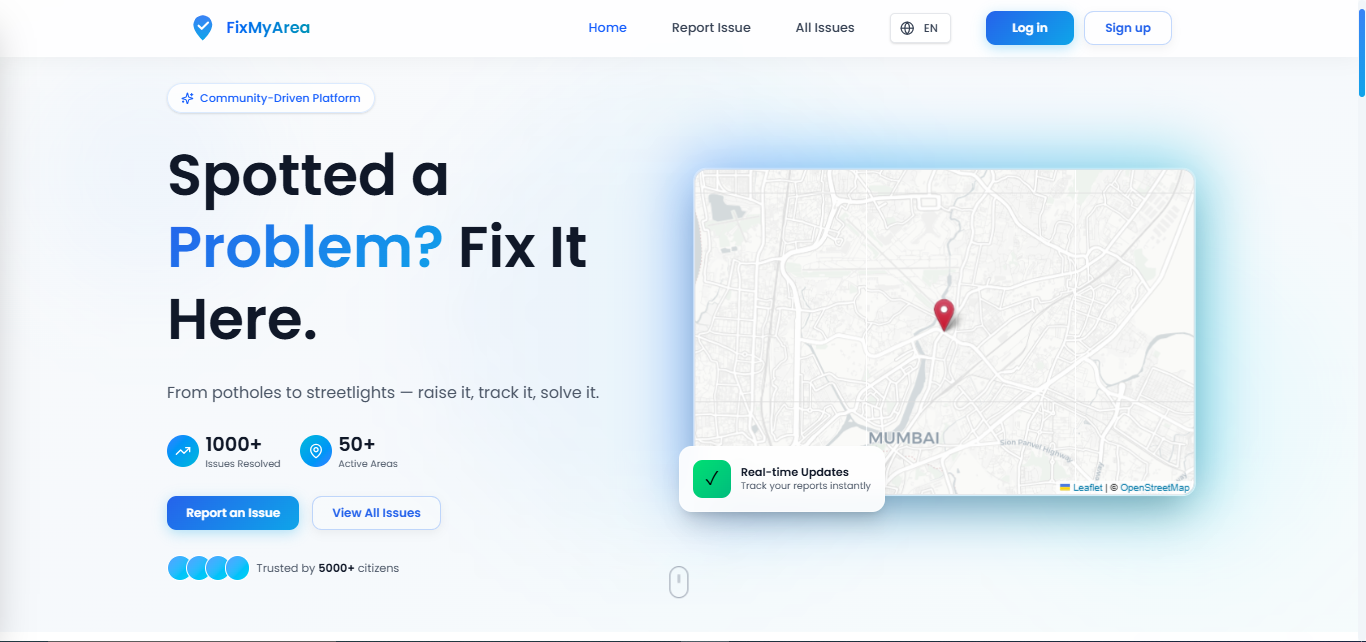 FixMyArea
Home
Report Issue
All Issues
EN
Log in
Sign up
Community-Driven Platform
Spotted a
Problem? Fix It
Here.
From potholes to streetlights — raise it, track it, solve it.
1000+
Issues Resolved
50+
Active Areas
Report an Issue
View All Issues
Trusted by 5000+ citizens
MUMBAI
Sion Panvel Highway
Real-time Updates
Track your reports instantly
Leaflet | © OpenStreetMap